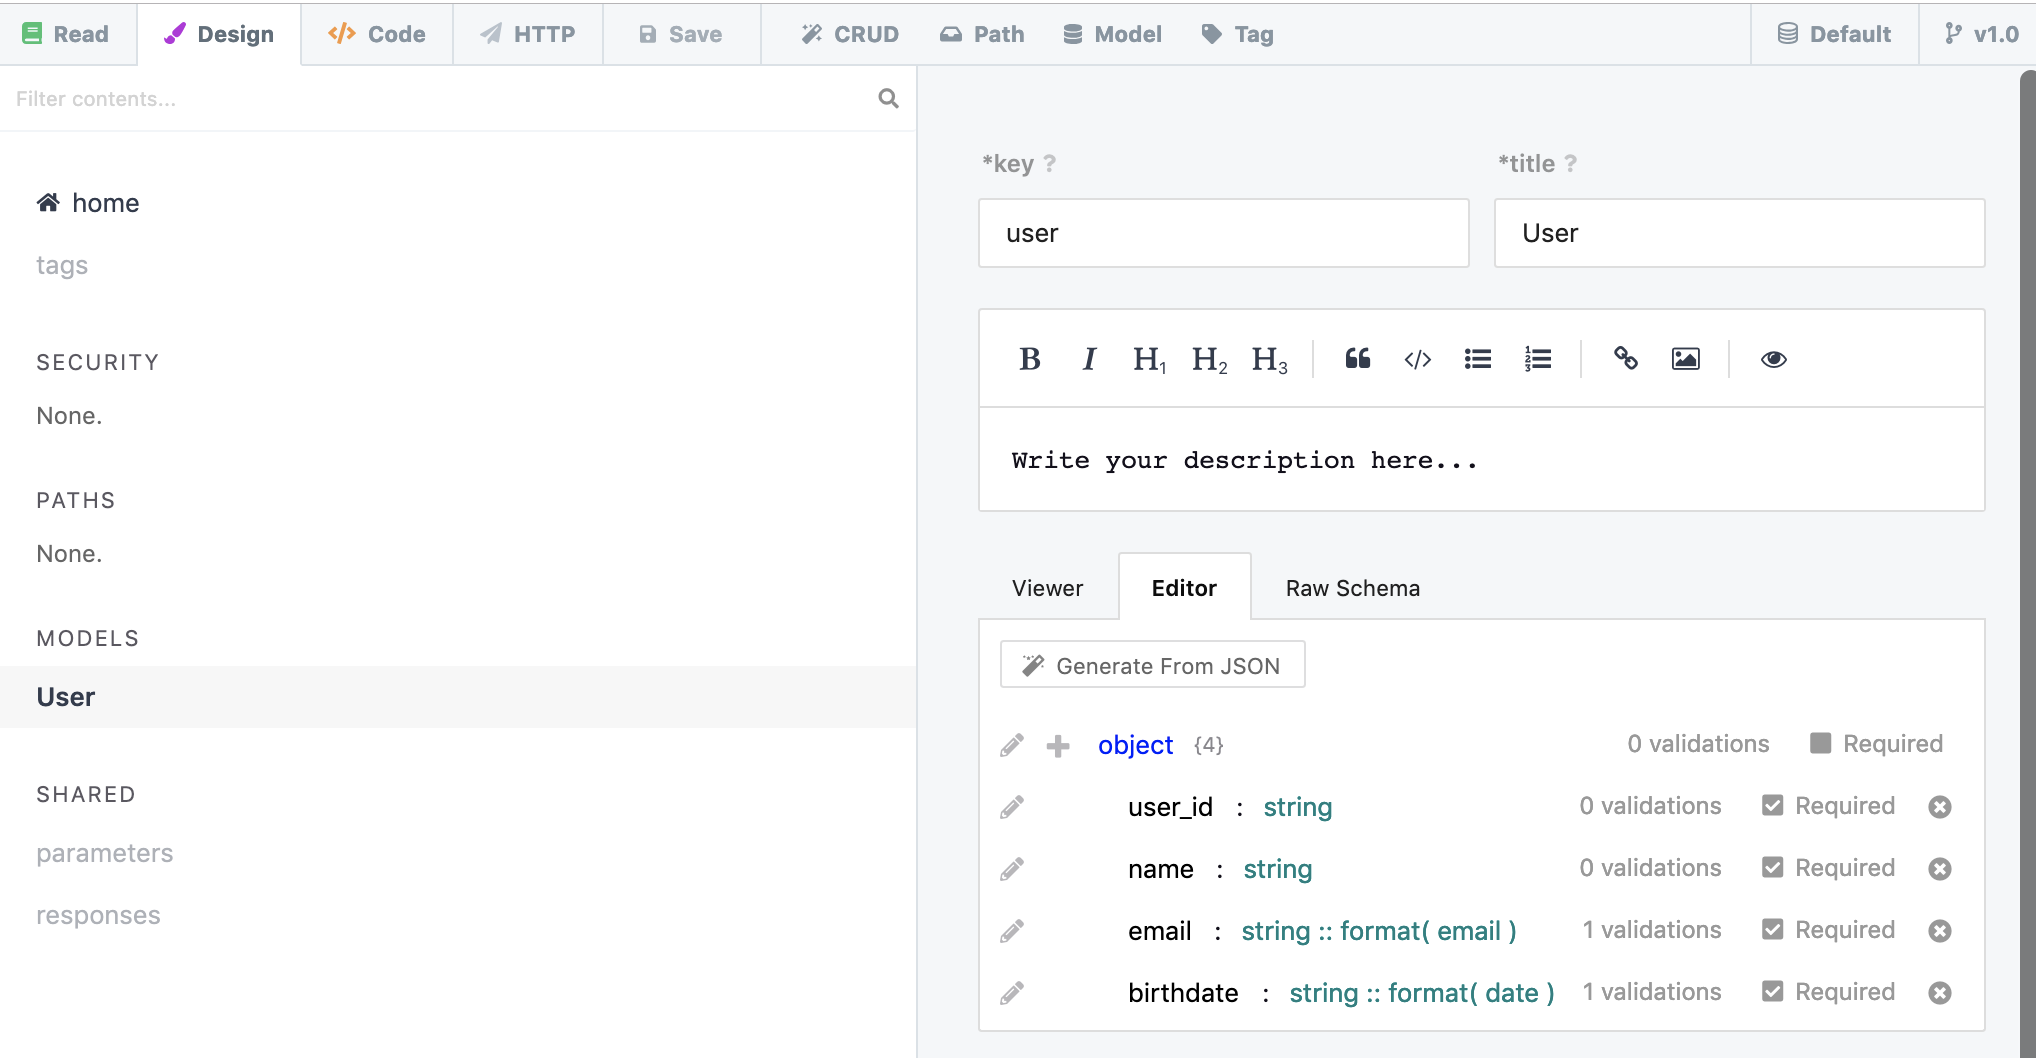 Read Design Code HTTP Save CRUD Path Model Tag Default v1.0
Filter contents...
home
tags
SECURITY
None.
PATHS
None.
MODELS
User
SHARED
parameters
responses
*key ? *title ?
user User
B I H1 H2 H3
Write your description here...
Viewer Editor Raw Schema
Generate From JSON
object {4} 0 validations Required
user_id : string 0 validations Required
name : string 0 validations Required
email : string :: format( email ) 1 validations Required
birthdate : string :: format( date ) 1 validations Required